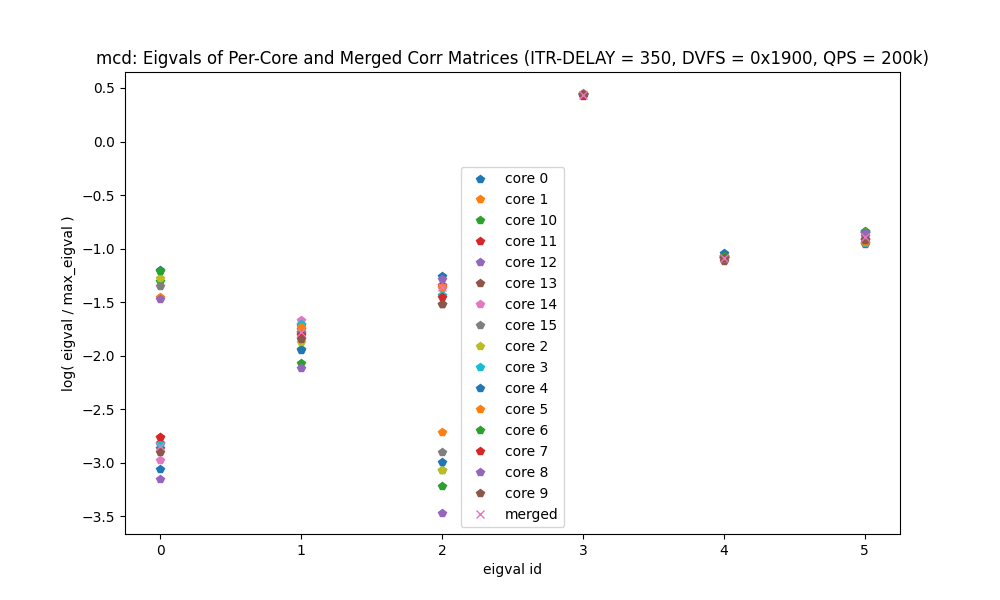 mcd: Eigvals of Per-Core and Merged Corr Matrices (ITR-DELAY = 350, DVFS = 0x1900, QPS = 200k)
log( eigval / max_eigval )
0.5
0.0
−0.5
−1.0
−1.5
−2.0
−2.5
−3.0
−3.5
core 0
core 1
core 10
core 11
core 12
core 13
core 14
core 15
core 2
core 3
core 4
core 5
core 6
core 7
core 8
core 9
merged
0 1 2 3 4 5
eigval id